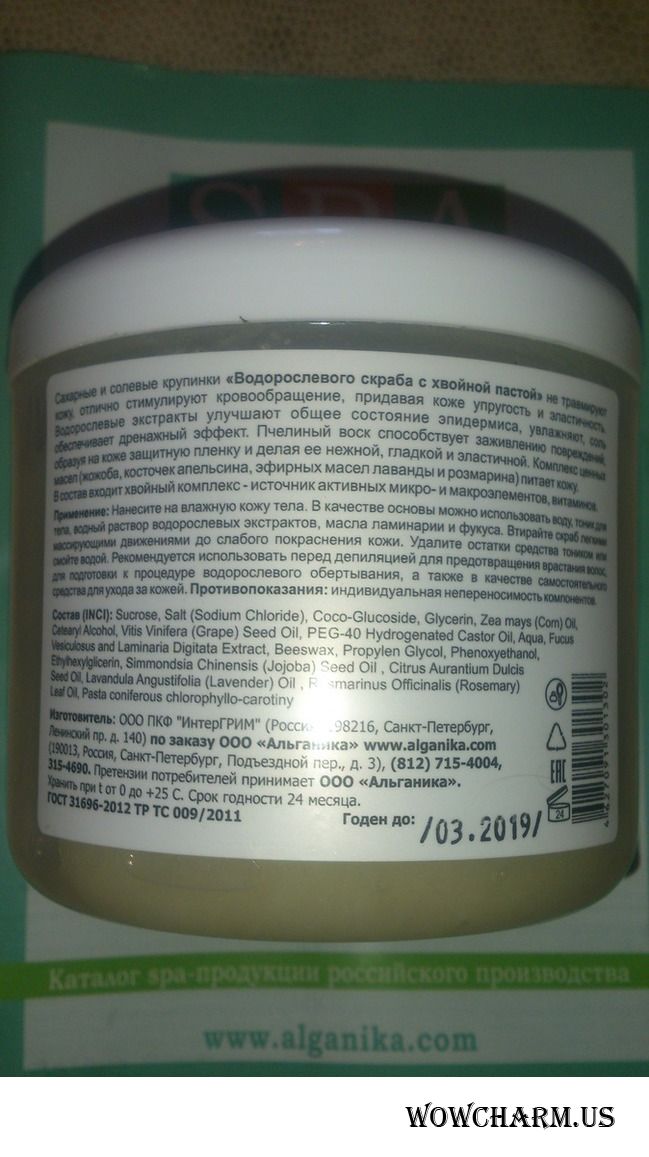 SPA
Сахарные и солевые крупинки «Водорослевого скраба с хвойной пастой» не травмируют
кожу, отлично стимулируют кровообращение, придавая коже упругость и эластичность.
Водорослевые экстракты улучшают общее состояние эпидермиса, увлажняют, соль
обеспечивает дренажный эффект. Пчелиный воск способствует заживлению повреждений,
образуя на коже защитную пленку и делая ее нежной, гладкой и эластичной. Комплекс ценных
масел (жожоба, косточек апельсина, эфирных масел лаванды и розмарина) питает кожу.
В состав входит хвойный комплекс - источник активных микро- и макроэлементов, витаминов.
Применение: Нанесите на влажную кожу тела. В качестве основы можно использовать воду, тоник для
тела, водный раствор водорослевых экстрактов, масла ламинарии и фукуса. Втирайте скраб легкими
массирующими движениями до слабого покраснения кожи. Удалите остатки средства тоником или
смойте водой. Рекомендуется использовать перед депиляцией для предотвращения врастания волос,
для подготовки к процедуре водорослевого обертывания, а также в качестве самостоятельного
средства для ухода за кожей. Противопоказания: индивидуальная непереносимость компонентов.
Состав (INCI): Sucrose, Salt (Sodium Chloride), Coco-Glucoside, Glycerin, Zea mays (Corn) Oil,
Cetearyl Alcohol, Vitis Vinifera (Grape) Seed Oil, PEG-40 Hydrogenated Castor Oil, Aqua, Fucus
Vesiculosus and Laminaria Digitata Extract, Beeswax, Propylen Glycol, Phenoxyethanol,
Ethylhexylglicerin, Simmondsia Chinensis (Jojoba) Seed Oil , Citrus Aurantium Dulcis
Seed Oil, Lavandula Angustifolia (Lavender) Oil , Rosmarinus Officinalis (Rosemary)
Leaf Oil, Pasta coniferous chlorophyllo-carotiny
Изготовитель: ООО ПКФ "ИнтерГРИМ" (Россия, 198216, Санкт-Петербург,
Ленинский пр. д. 140) по заказу ООО «Альганика» www.alganika.com
(190013, Россия, Санкт-Петербург, Подъездной пер., д. 3), (812) 715-4004,
315-4690. Претензии потребителей принимает ООО «Альганика».
Хранить при t от 0 до +25 С. Срок годности 24 месяца.
ГОСТ 31696-2012 ТР ТС 009/2011
Годен до: /03.2019/
EAC
24
Каталог spa-продукции российского производства
www.alganika.com
WOWCHARM.US